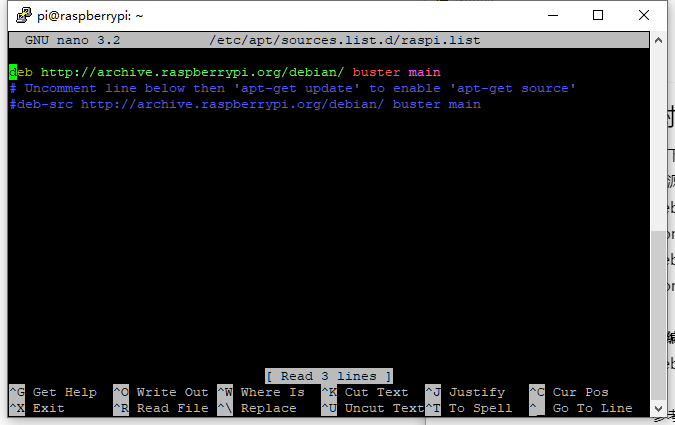 pi@raspberrypi: ~
GNU nano 3.2 /etc/apt/sources.list.d/raspi.list
deb http://archive.raspberrypi.org/debian/ buster main
# Uncomment line below then 'apt-get update' to enable 'apt-get source'
#deb-src http://archive.raspberrypi.org/debian/ buster main
[ Read 3 lines ]
^G Get Help ^O Write Out ^W Where Is ^K Cut Text ^J Justify ^C Cur Pos
^X Exit ^R Read File ^\ Replace ^U Uncut Text ^T To Spell ^_ Go To Line